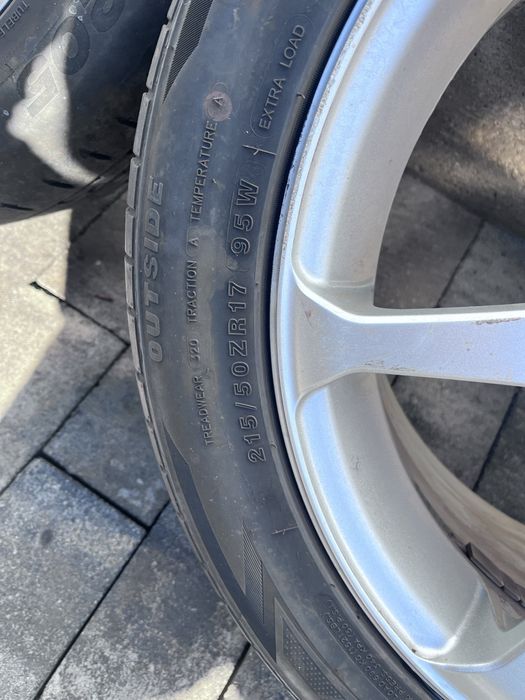 OUTSIDE
TREADWEAR 320 TRACTION A TEMPERATURE A
215/50ZR17 95W
EXTRA LOAD